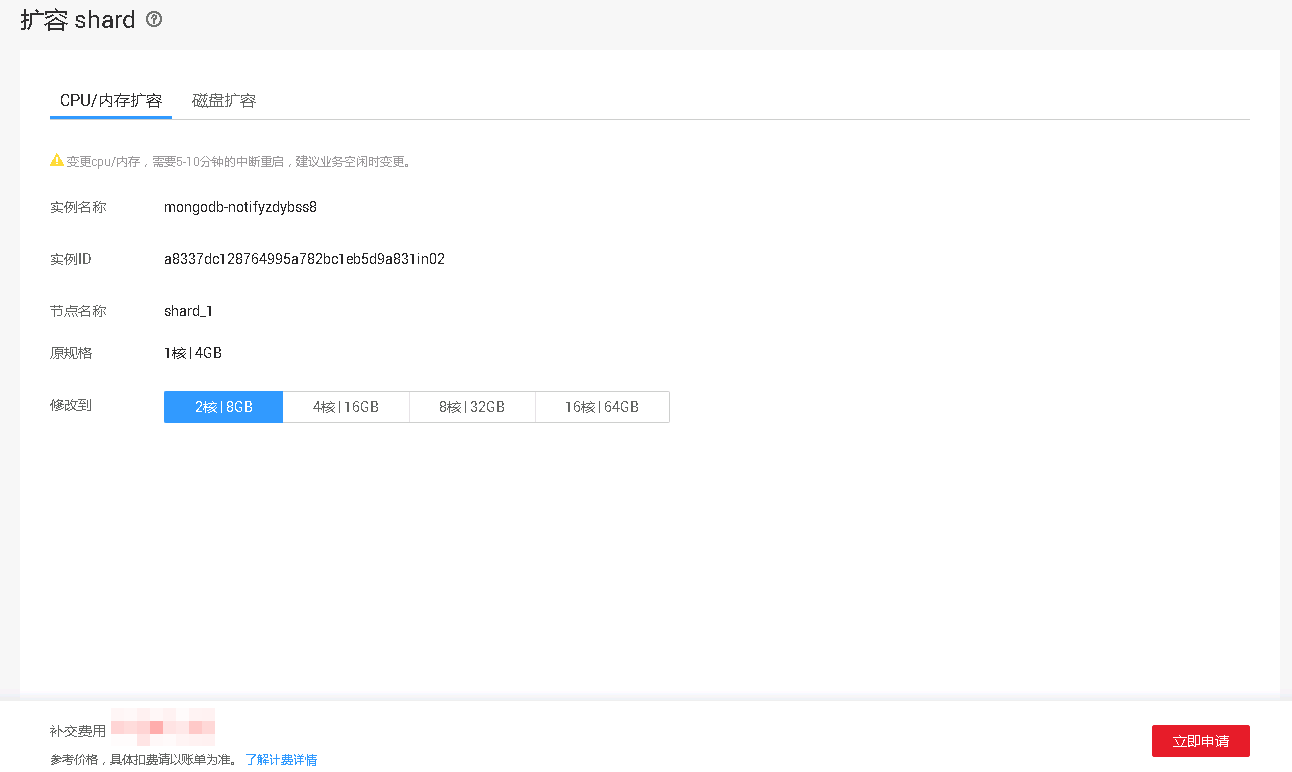 扩容 shard
CPU/内存扩容 磁盘扩容
变更cpu/内存，需要5-10分钟的中断重启，建议业务空闲时变更。
实例名称 mongodb-notifyzdybss8
实例ID a8337dc128764995a782bc1eb5d9a831in02
节点名称 shard_1
原规格 1核 | 4GB
修改到 2核 | 8GB 4核 | 16GB 8核 | 32GB 16核 | 64GB
补交费用
参考价格，具体扣费请以账单为准。 了解计费详情
立即申请